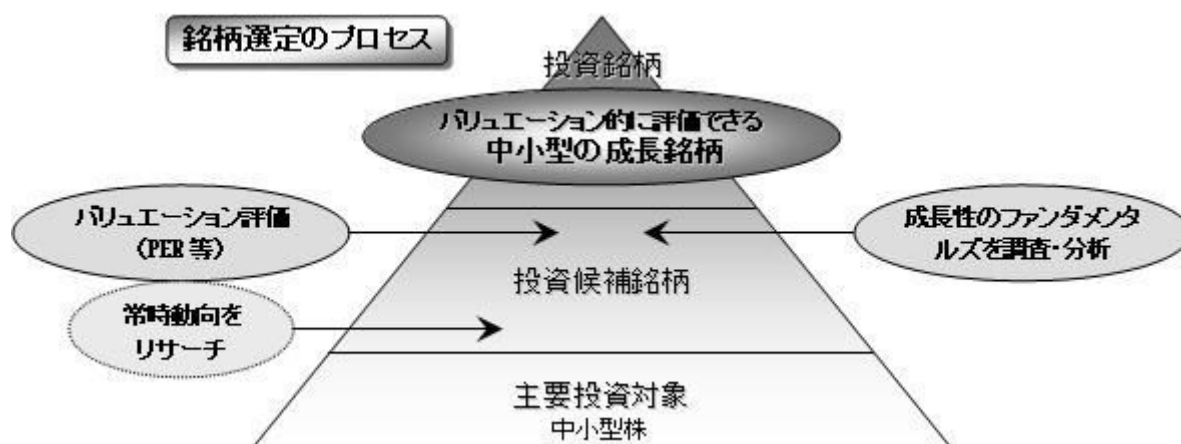 銘柄選定のプロセス
投資銘柄
バリュエーション的に評価できる
中小型の成長銘柄
バリュエーション評価
（PER 等）
成長性のファンダメンタ
ルズを調査・分析
投資候補銘柄
常時動向を
リサーチ
主要投資対象
中小型株